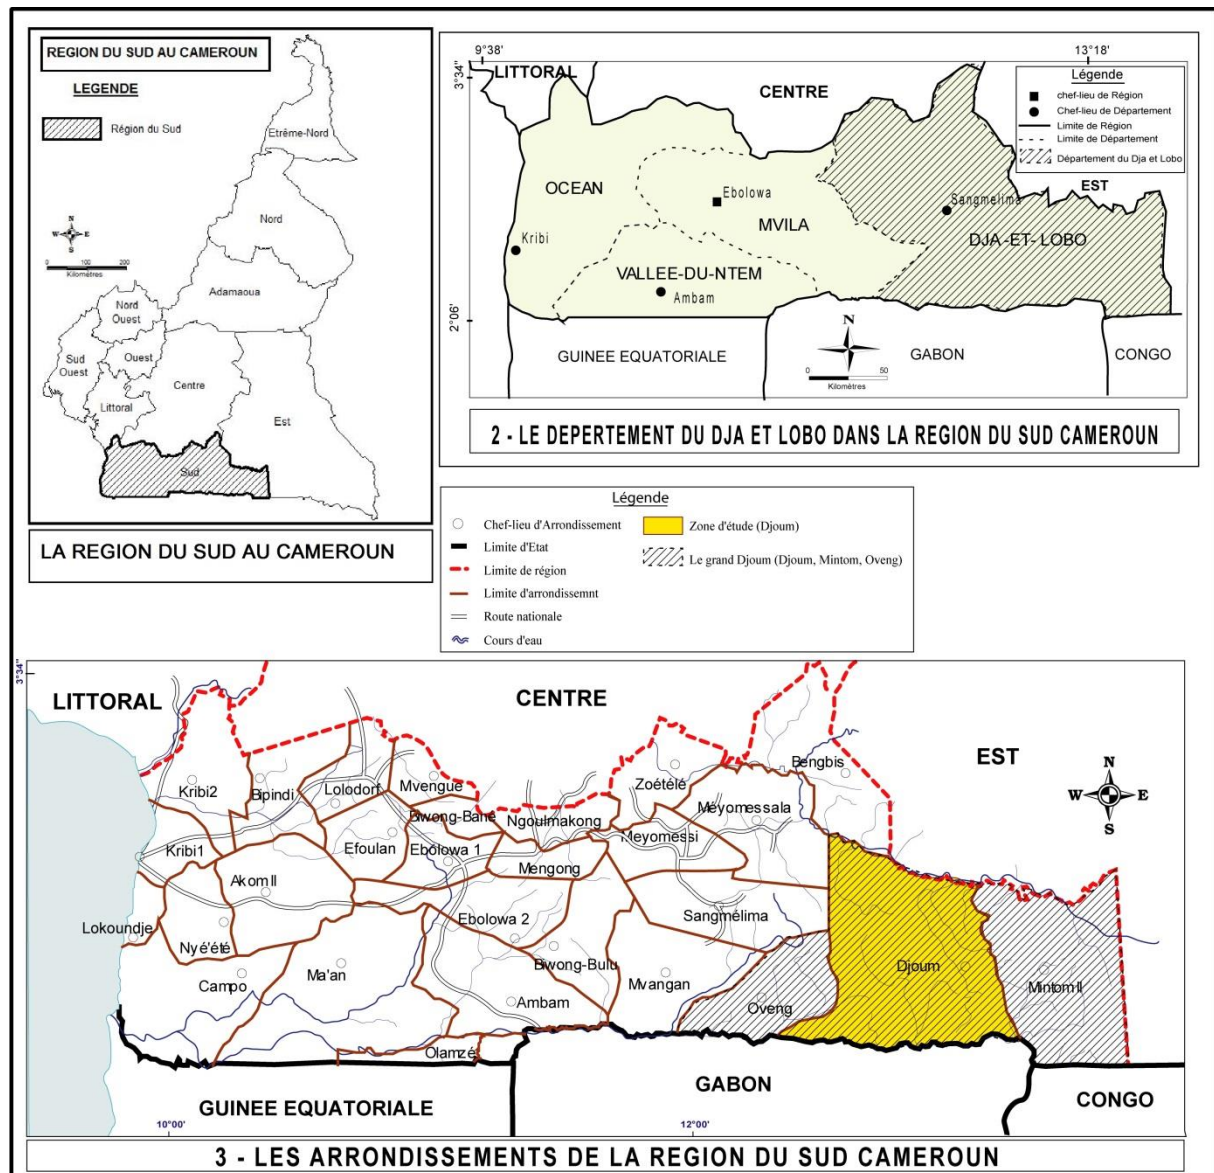 REGION DU SUD AU CAMEROUN
LEGENDE
Région du Sud
Etrême-Nord
Nord
Adamaoua
Nord
Ouest
Sud
Ouest
Ouest
Centre
Littoral
Est
Sud
N
W E
S
0 100 200
Kilomètres
LA REGION DU SUD AU CAMEROUN
9°38'
13°18'
3°34'
2°06'
LITTORAL
CENTRE
EST
Légende
chef-lieu de Région
Chef-lieu de Département
Limite de Région
Limite de Département
Département du Dja et Lobo
OCEAN
Ebolowa
Sangmelima
MVILA
Kribi
DJA-ET-LOBO
VALLEE-DU-NTEM
Ambam
N
0 50
Kilomètres
GUINEE EQUATORIALE
GABON
CONGO
2 - LE DEPERTEMENT DU DJA ET LOBO DANS LA REGION DU SUD CAMEROUN
Légende
Chef-lieu d'Arrondissement
Limite d'Etat
Limite de région
Limite d'arrondissemnt
Route nationale
Cours d'eau
Zone d'étude (Djoum)
Le grand Djoum (Djoum, Mintom, Oveng)
3°34"
LITTORAL
CENTRE
EST
N
W E
S
Kribi2
Bipindi
Lolodorf
Mvengue
Zoétélé
Bengbis
Biwong-Bane
Ngoulmakong
Méyomessala
Kribi1
Efoulan
Ebolowa 1
Meyomessi
Mengong
Akom II
Lokoundje
Nyé'été
Ebolowa 2
Sangmélima
Campo
Ma'an
Biwong-Bulu
Mvangan
Djoum
Mintom II
Ambam
Oveng
Olamzé
GUINEE EQUATORIALE
GABON
CONGO
10°00'
12°00'
3 - LES ARRONDISSEMENTS DE LA REGION DU SUD CAMEROUN